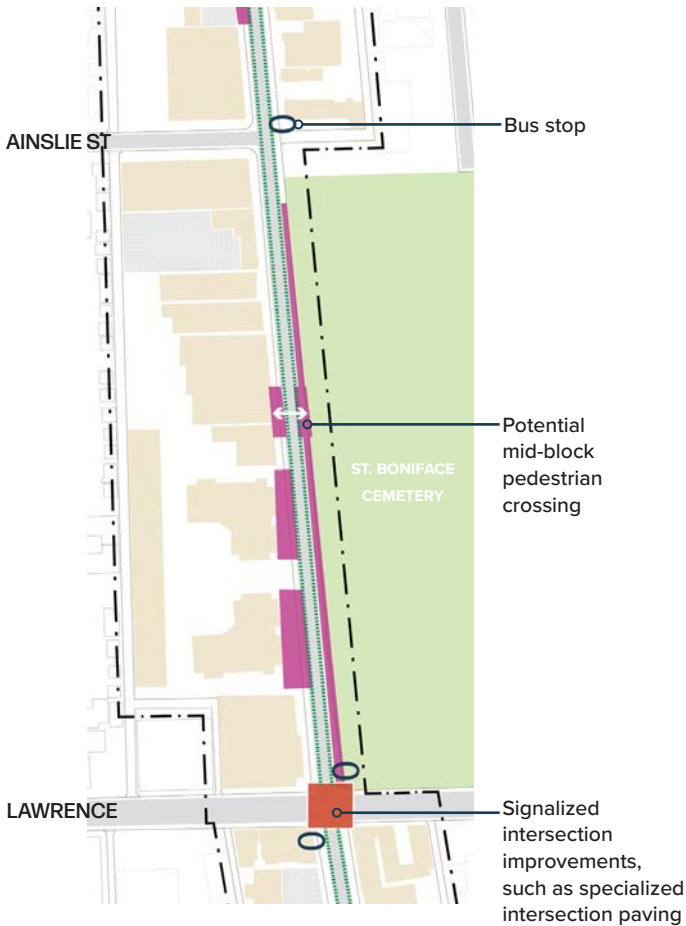 Bus stop
AINSLIE ST
Potential
mid-block
pedestrian
crossing
ST. BONIFACE
CEMETERY
LAWRENCE
Signalized
intersection
improvements,
such as specialized
intersection paving